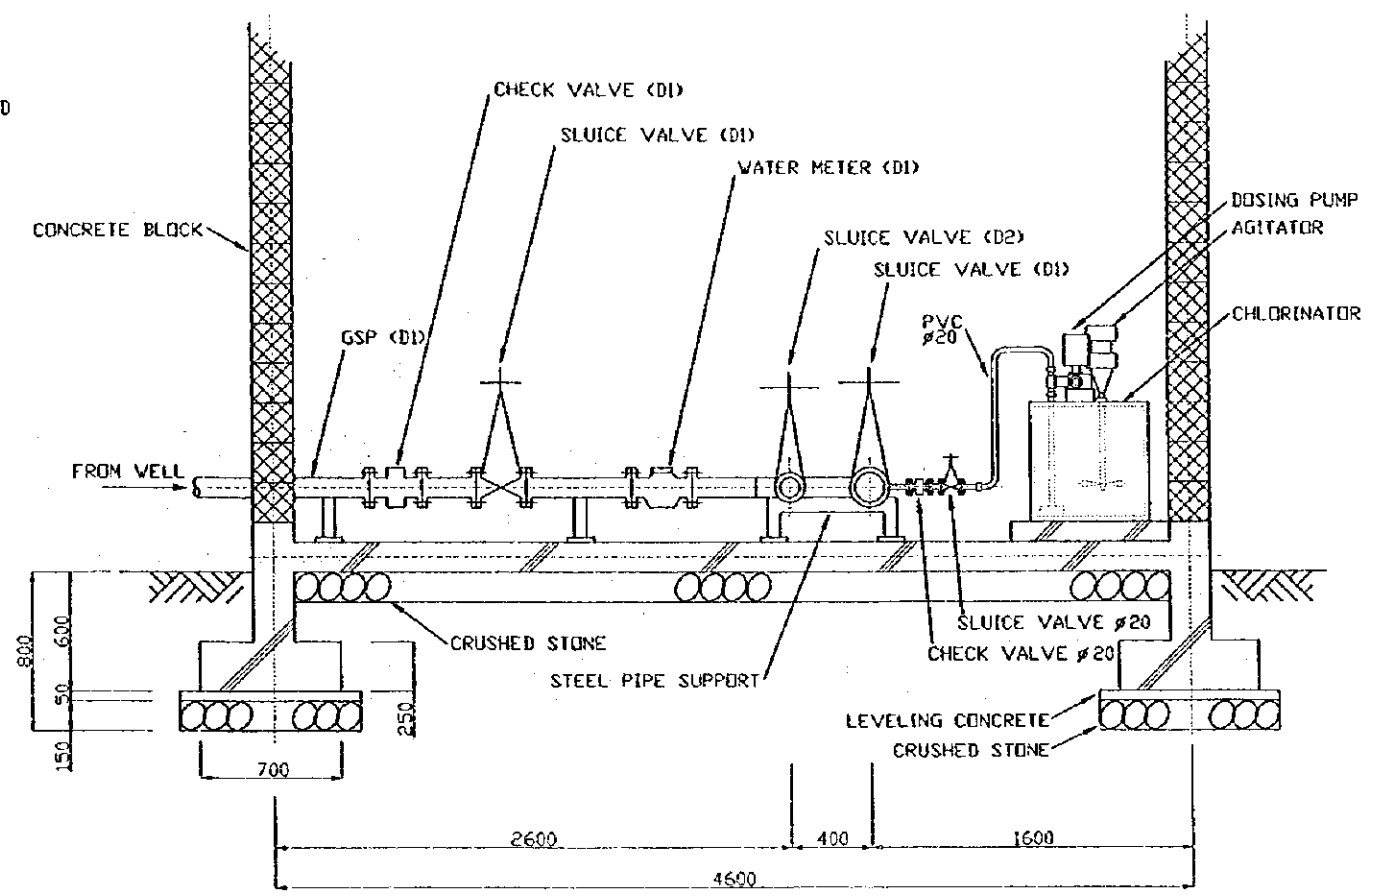 D
CHECK VALVE (D1)
SLUICE VALVE (D1)
WATER METER (D1)
CONCRETE BLOCK
SLUICE VALVE (D2)
SLUICE VALVE (D1)
DOSING PUMP
AGITATOR
PVC
ø20
CHLORINATOR
GSP (D1)
FROM WELL
SLUICE VALVE ø20
CRUSHED STONE
CHECK VALVE ø20
STEEL PIPE SUPPORT
800
600
50
150
250
LEVELING CONCRETE
CRUSHED STONE
700
2600
400
1600
4600